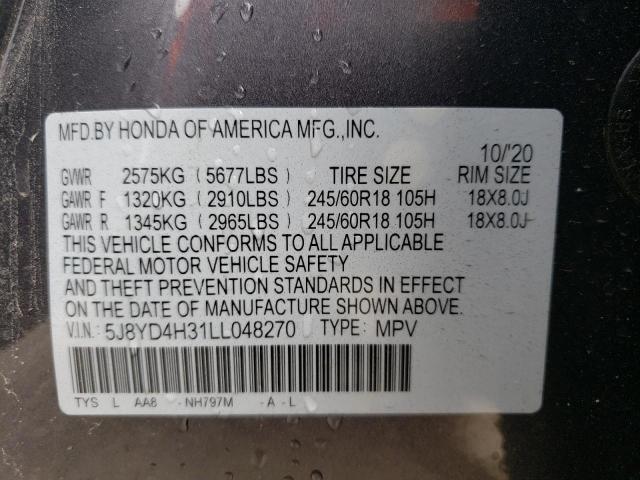 MFD.BY HONDA OF AMERICA MFG.,INC.
10/'20
GVWR 2575KG (5677LBS) TIRE SIZE RIM SIZE
GAWR F 1320KG (2910LBS) 245/60R18 105H 18X8.0J
GAWR R 1345KG (2965LBS) 245/60R18 105H 18X8.0J
THIS VEHICLE CONFORMS TO ALL APPLICABLE
FEDERAL MOTOR VEHICLE SAFETY
AND THEFT PREVENTION STANDARDS IN EFFECT
ON THE DATE OF MANUFACTURE SHOWN ABOVE.
V.I.N: 5J8YD4H31LL048270 TYPE: MPV
TYS L AA8 -NH797M -A-L